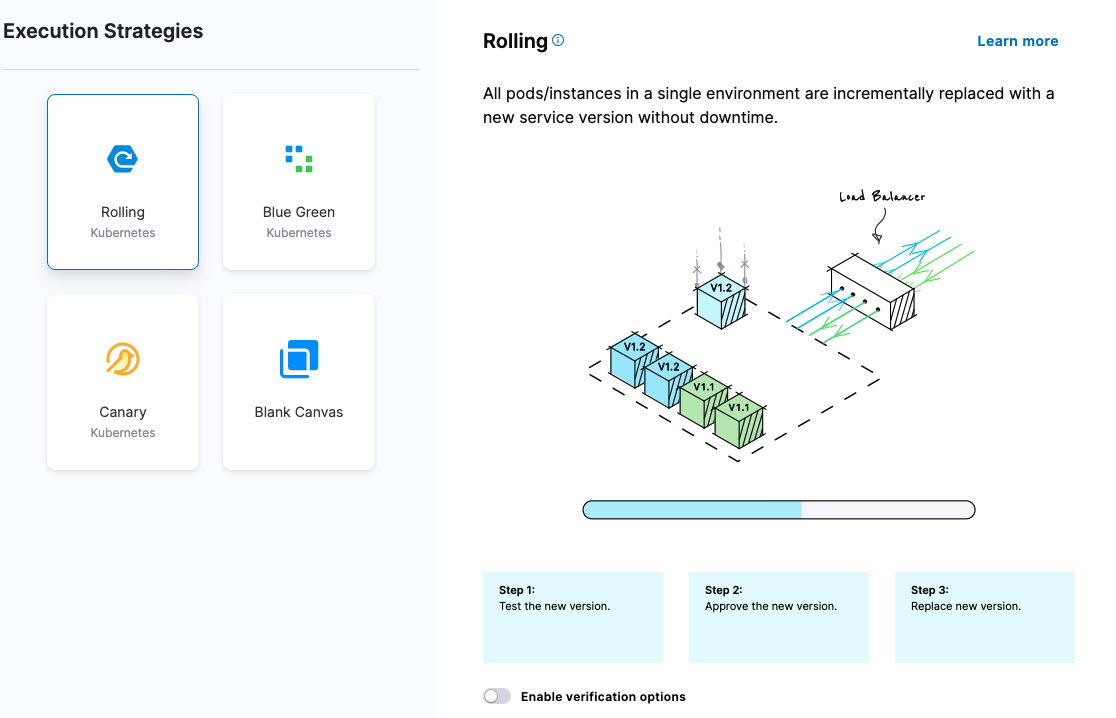 Execution Strategies
Rolling
Kubernetes
Blue Green
Kubernetes
Canary
Kubernetes
Blank Canvas
Rolling
Learn more
All pods/instances in a single environment are incrementally replaced with a
new service version without downtime.
Load Balancer
V1.2
V1.2
V1.2
V1.1
V1.1
Step 1:
Test the new version.
Step 2:
Approve the new version.
Step 3:
Replace new version.
Enable verification options